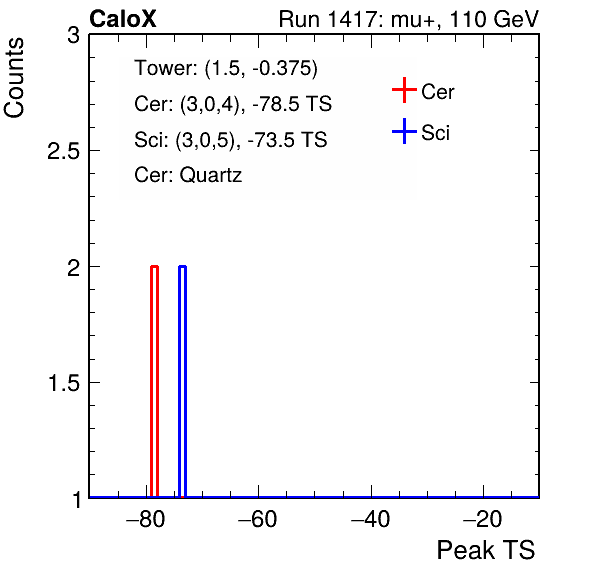 CaloX Run 1417: mu+, 110 GeV
Counts
Tower: (1.5, -0.375)
Cer: (3,0,4), -78.5 TS
Sci: (3,0,5), -73.5 TS
Cer: Quartz
Cer
Sci
3
2.5
2
1.5
1
−80 −60 −40 −20
Peak TS